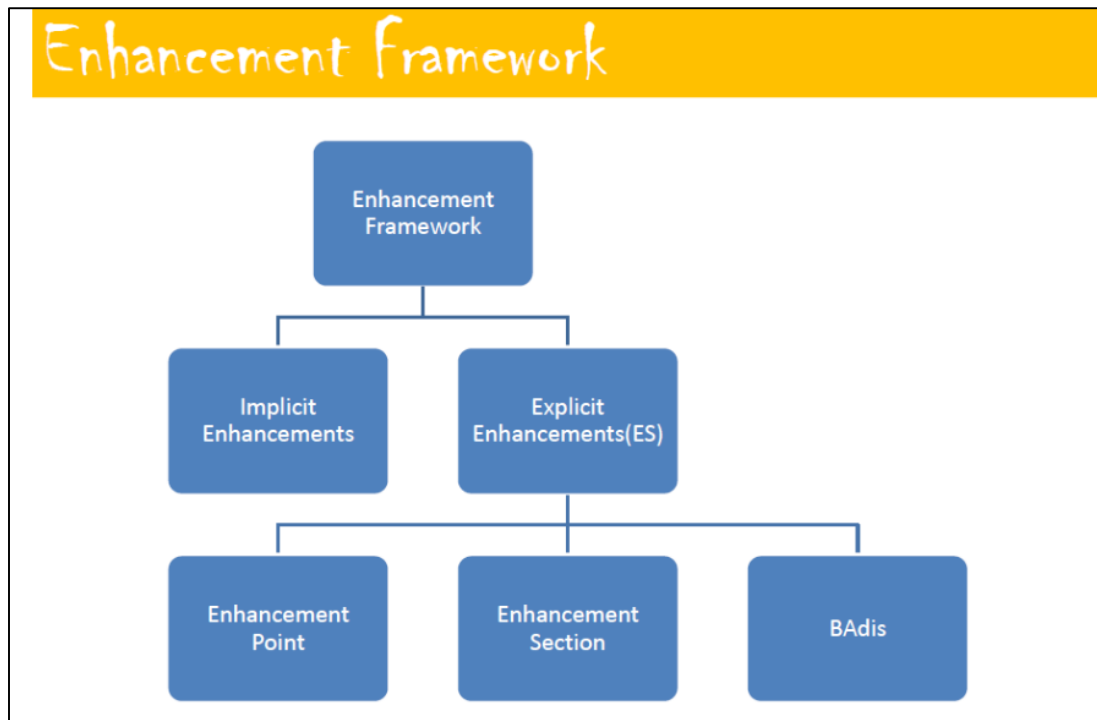 Enhancement Framework
Enhancement
Framework
Implicit
Enhancements
Explicit
Enhancements(ES)
Enhancement
Point
Enhancement
Section
BAdis